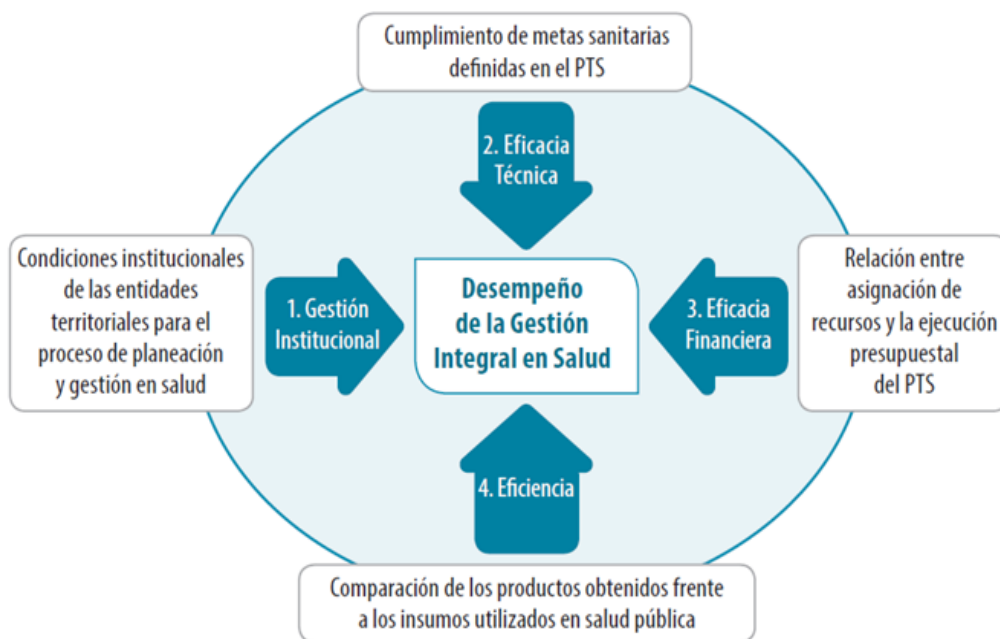 Cumplimiento de metas sanitarias
definidas en el PTS
2. Eficacia
Técnica
Condiciones institucionales
de las entidades
territoriales para el
proceso de planeación
y gestión en salud
1. Gestión
Institucional
Desempeño
de la Gestión
Integral en Salud
3. Eficacia
Financiera
Relación entre
asignación de
recursos y la ejecución
presupuestal
del PTS
4. Eficiencia
Comparación de los productos obtenidos frente
a los insumos utilizados en salud pública